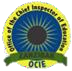 Office of the Chief Inspector of Education
OCIE